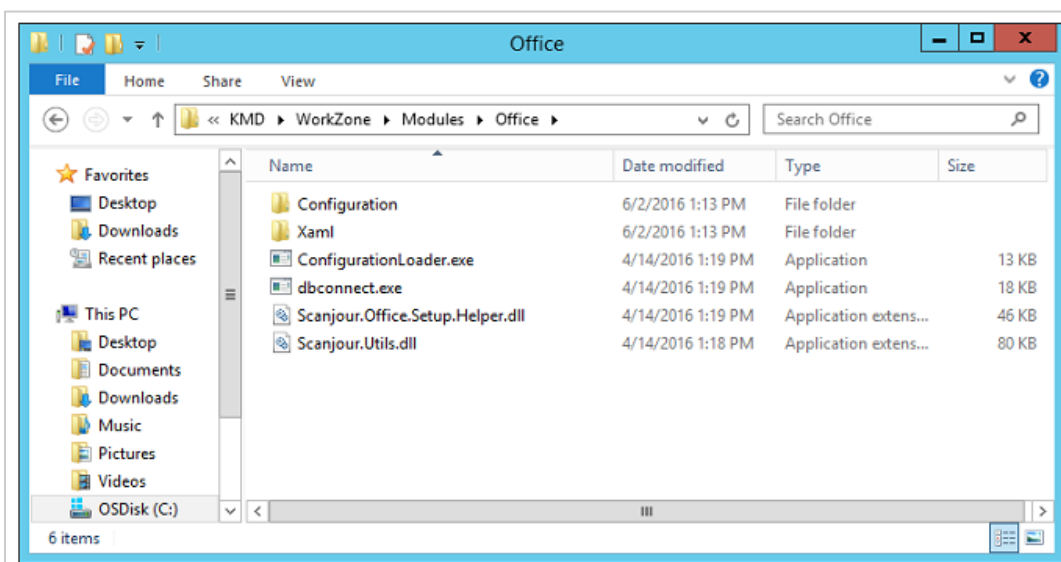 Office
File Home Share View
« KMD WorkZone Modules Office
Search Office
Favorites
Desktop
Downloads
Recent places
This PC
Desktop
Documents
Downloads
Music
Pictures
Videos
OSDisk (C:)
Name Date modified Type Size
Configuration 6/2/2016 1:13 PM File folder
Xaml 6/2/2016 1:13 PM File folder
ConfigurationLoader.exe 4/14/2016 1:19 PM Application 13 KB
dbconnect.exe 4/14/2016 1:19 PM Application 18 KB
Scanjour.Office.Setup.Helper.dll 4/14/2016 1:19 PM Application extens... 46 KB
Scanjour.Utils.dll 4/14/2016 1:18 PM Application extens... 80 KB
6 items